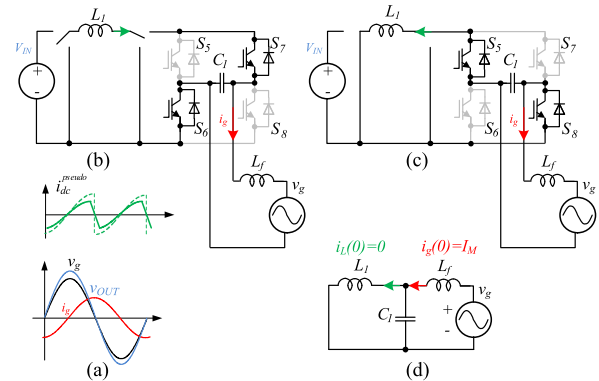 L1
VIN
+
-
S5
S7
C1
S6
S8
ig
Lf
vg
(b)
L1
VIN
+
-
S5
S7
C1
S6
S8
ig
Lf
vg
(c)
idc pseudo
vg
vOUT
ig
(a)
iL(0)=0
ig(0)=IM
L1
Lf
C1
vg
+
-
(d)